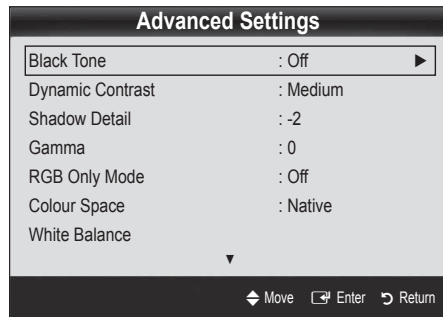 Advanced Settings
Black Tone : Off ▶
Dynamic Contrast : Medium
Shadow Detail : -2
Gamma : 0
RGB Only Mode : Off
Colour Space : Native
White Balance
▼
Move Enter Return